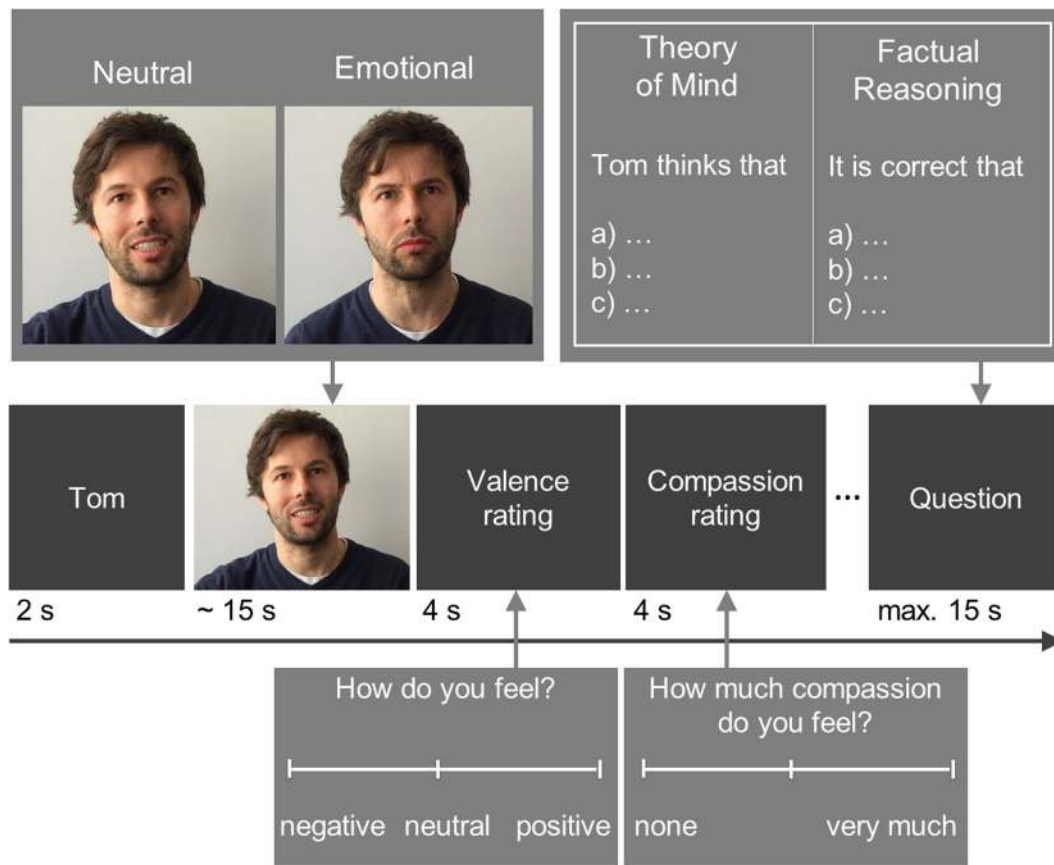 Neutral
Emotional
Theory
of Mind
Tom thinks that
a) ...
b) ...
c) ...
Factual
Reasoning
It is correct that
a) ...
b) ...
c) ...
Tom
Valence
rating
Compassion
rating
...
Question
2 s
~ 15 s
4 s
4 s
max. 15 s
How do you feel?
negative neutral positive
How much compassion
do you feel?
none very much